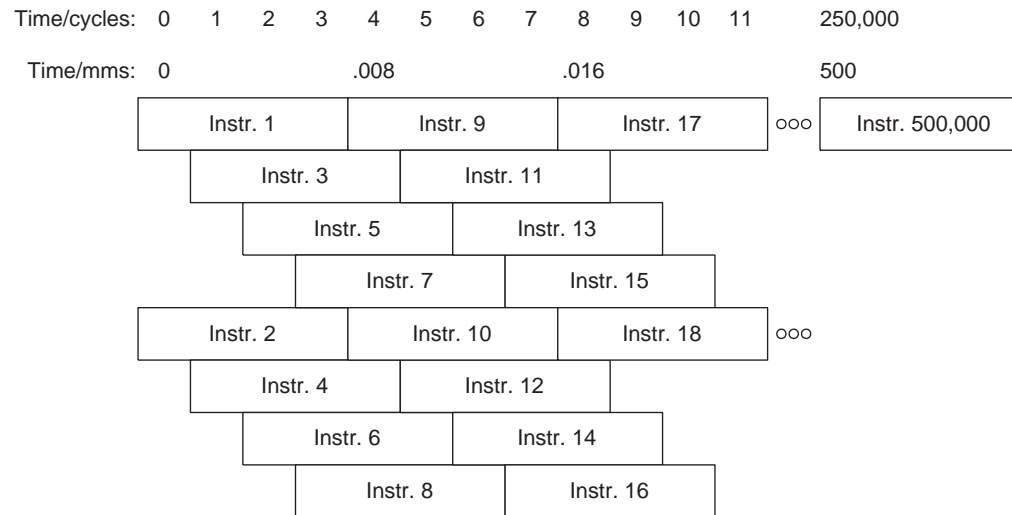 Time/cycles: 0 1 2 3 4 5 6 7 8 9 10 11 250,000
Time/mms: 0 .008 .016 500
Instr. 1 Instr. 9 Instr. 17 ○○○ Instr. 500,000
Instr. 3 Instr. 11
Instr. 5 Instr. 13
Instr. 7 Instr. 15
Instr. 2 Instr. 10 Instr. 18 ○○○
Instr. 4 Instr. 12
Instr. 6 Instr. 14
Instr. 8 Instr. 16